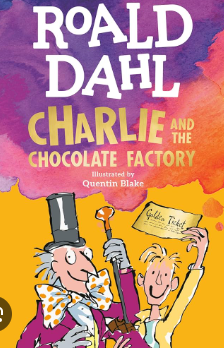 ROALD
DAHL
CHARLIE AND THE
CHOCOLATE FACTORY
Illustrated by
Quentin Blake
Golden Ticket